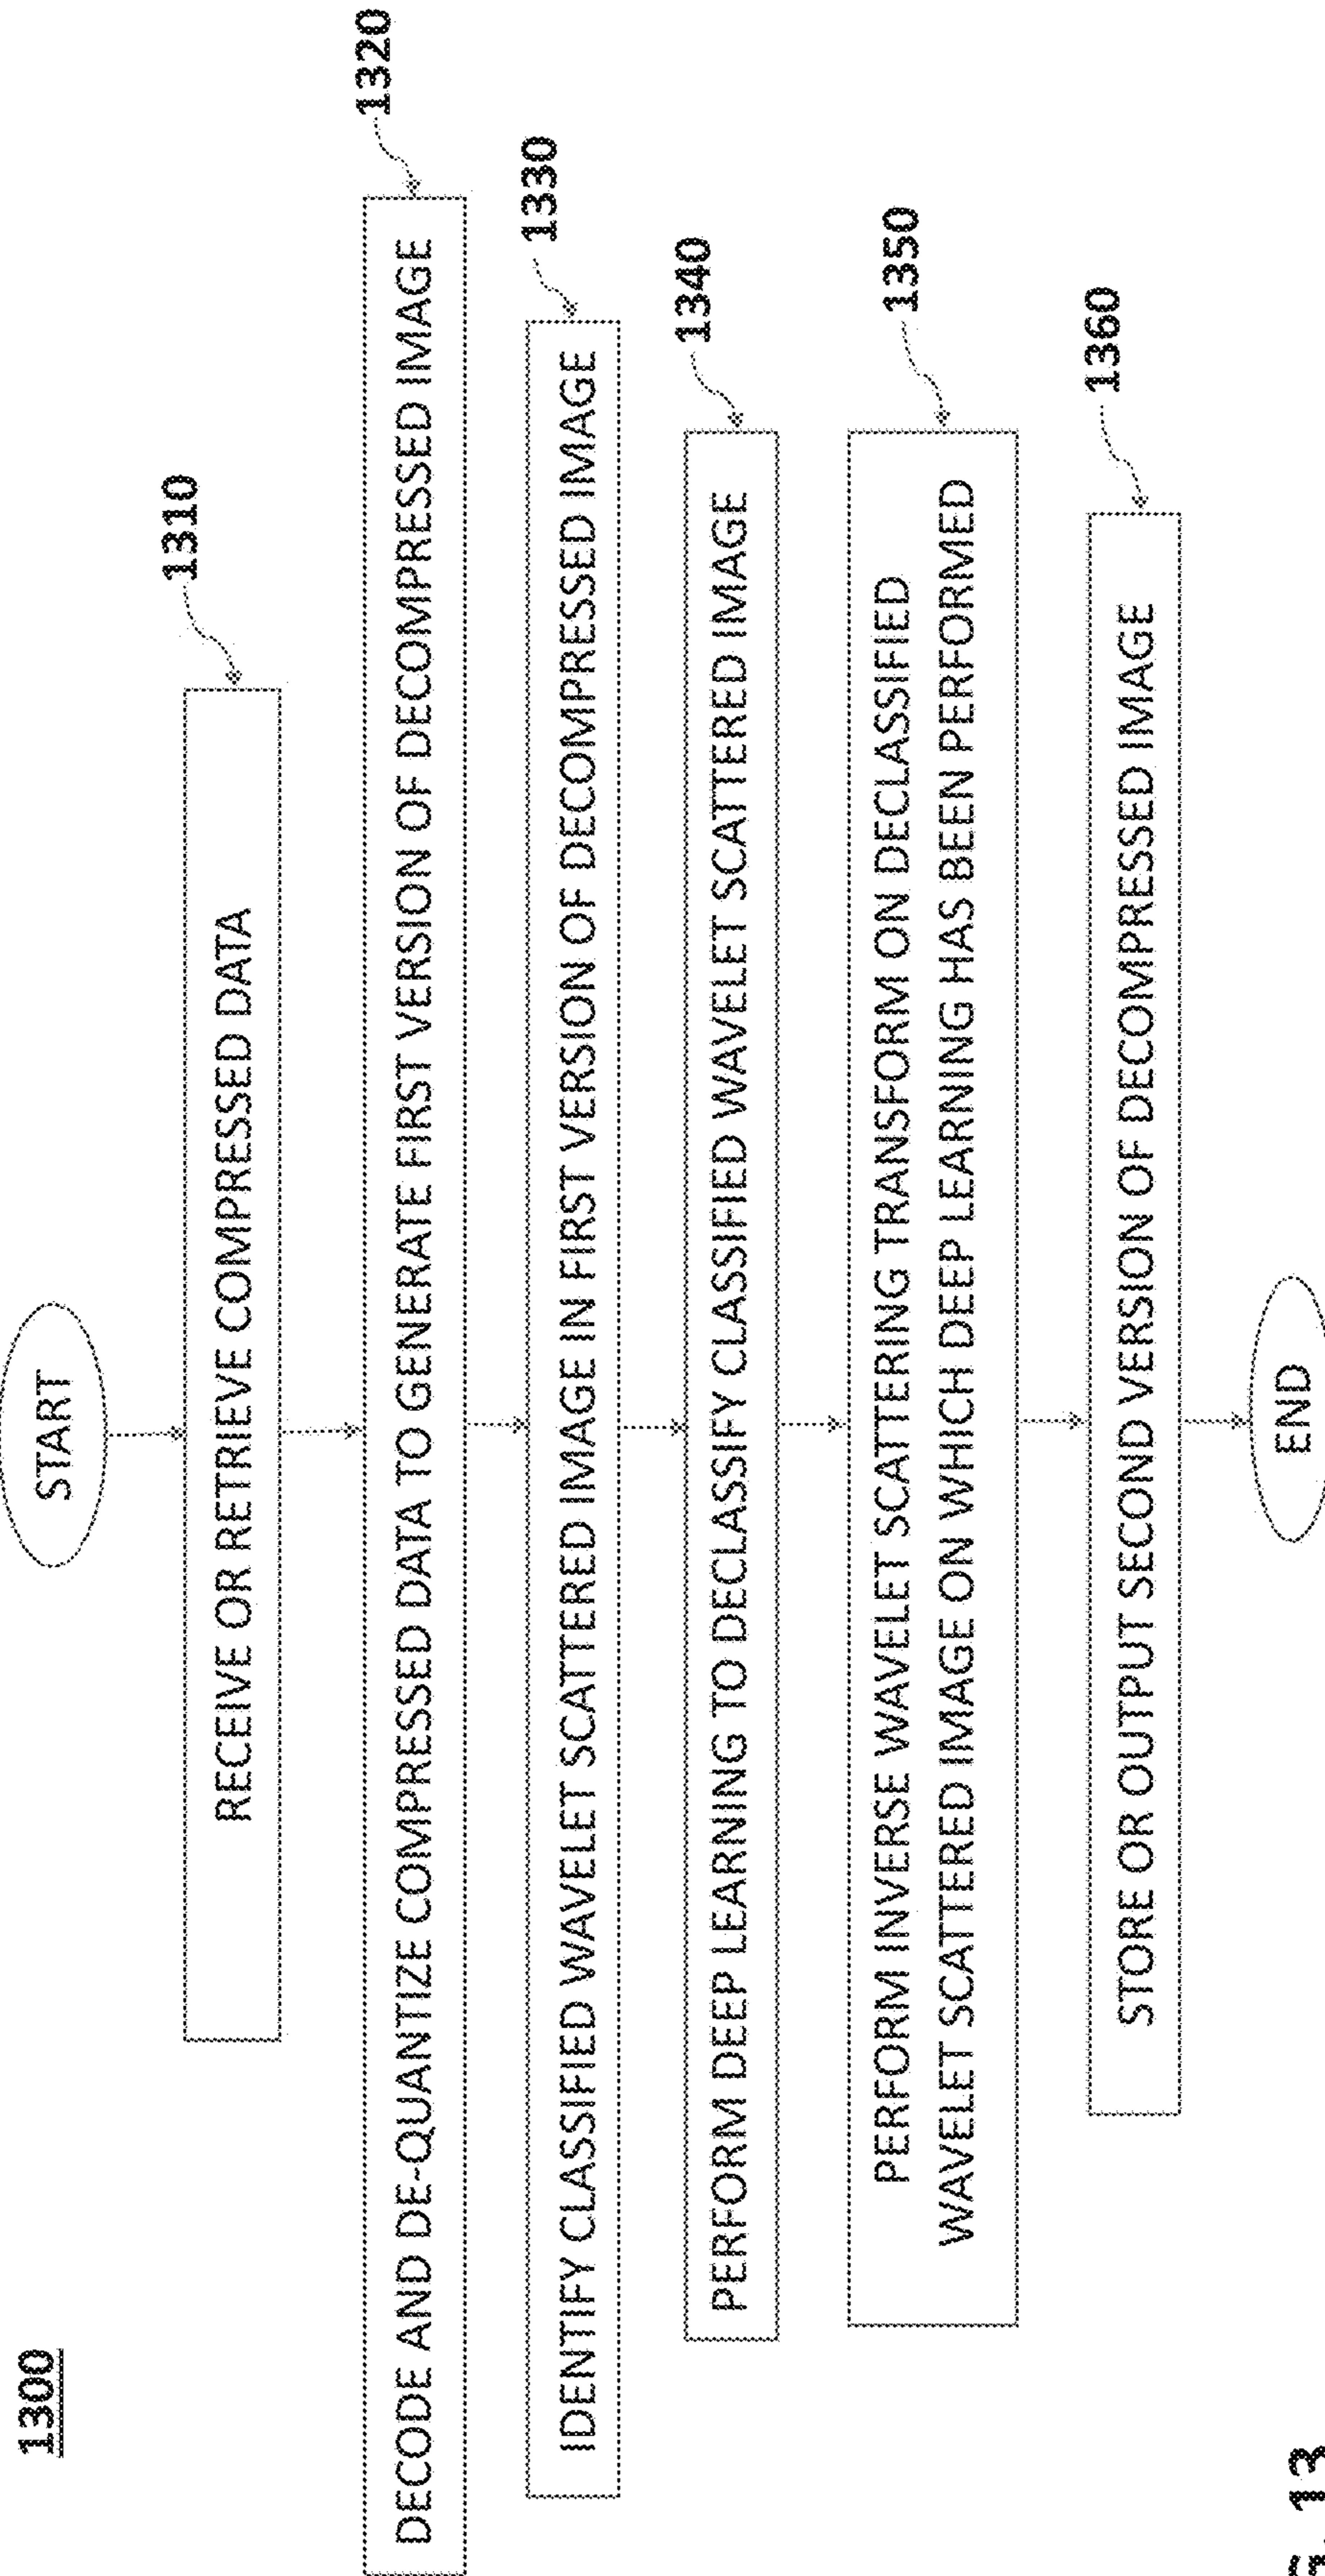 1300
START
1310
RECEIVE OR RETRIEVE COMPRESSED DATA
1320
DECODE AND DE-QUANTIZE COMPRESSED DATA TO GENERATE FIRST VERSION OF DECOMPRESSED IMAGE
1330
IDENTIFY CLASSIFIED WAVELET SCATTERED IMAGE IN FIRST VERSION OF DECOMPRESSED IMAGE
1340
PERFORM DEEP LEARNING TO DECLASSIFY CLASSIFIED WAVELET SCATTERED IMAGE
1350
PERFORM INVERSE WAVELET SCATTERING TRANSFORM ON DECLASSIFIED
WAVELET SCATTERED IMAGE ON WHICH DEEP LEARNING HAS BEEN PERFORMED
1360
STORE OR OUTPUT SECOND VERSION OF DECOMPRESSED IMAGE
END
G. 13